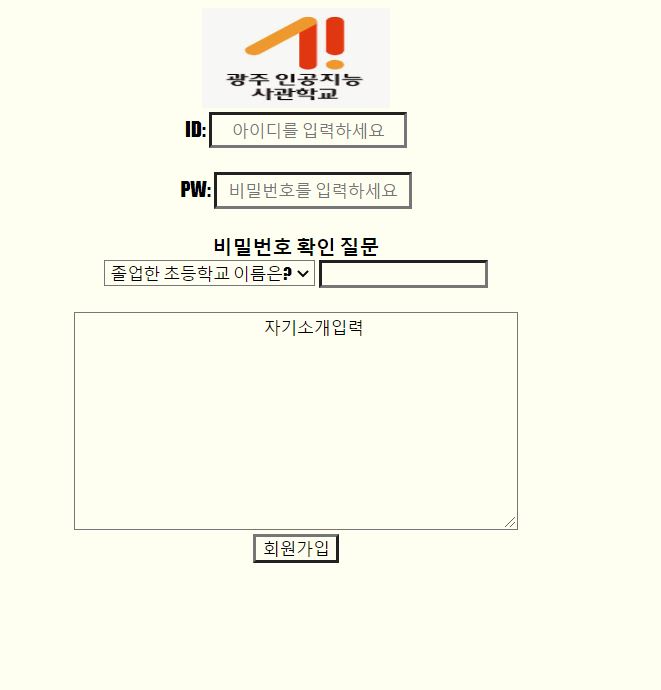 광주 인공지능
사관학교
ID: 아이디를 입력하세요
PW: 비밀번호를 입력하세요
비밀번호 확인 질문
졸업한 초등학교 이름은?
자기소개입력
회원가입